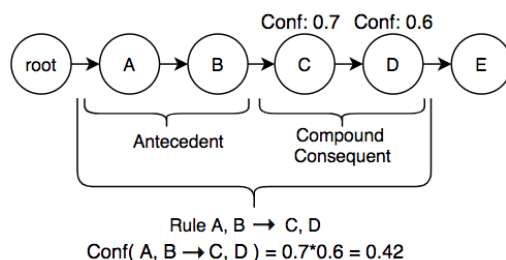 Conf: 0.7 Conf: 0.6
root A B C D E
Antecedent
Compound
Consequent
Rule A, B → C, D
Conf( A, B → C, D ) = 0.7*0.6 = 0.42